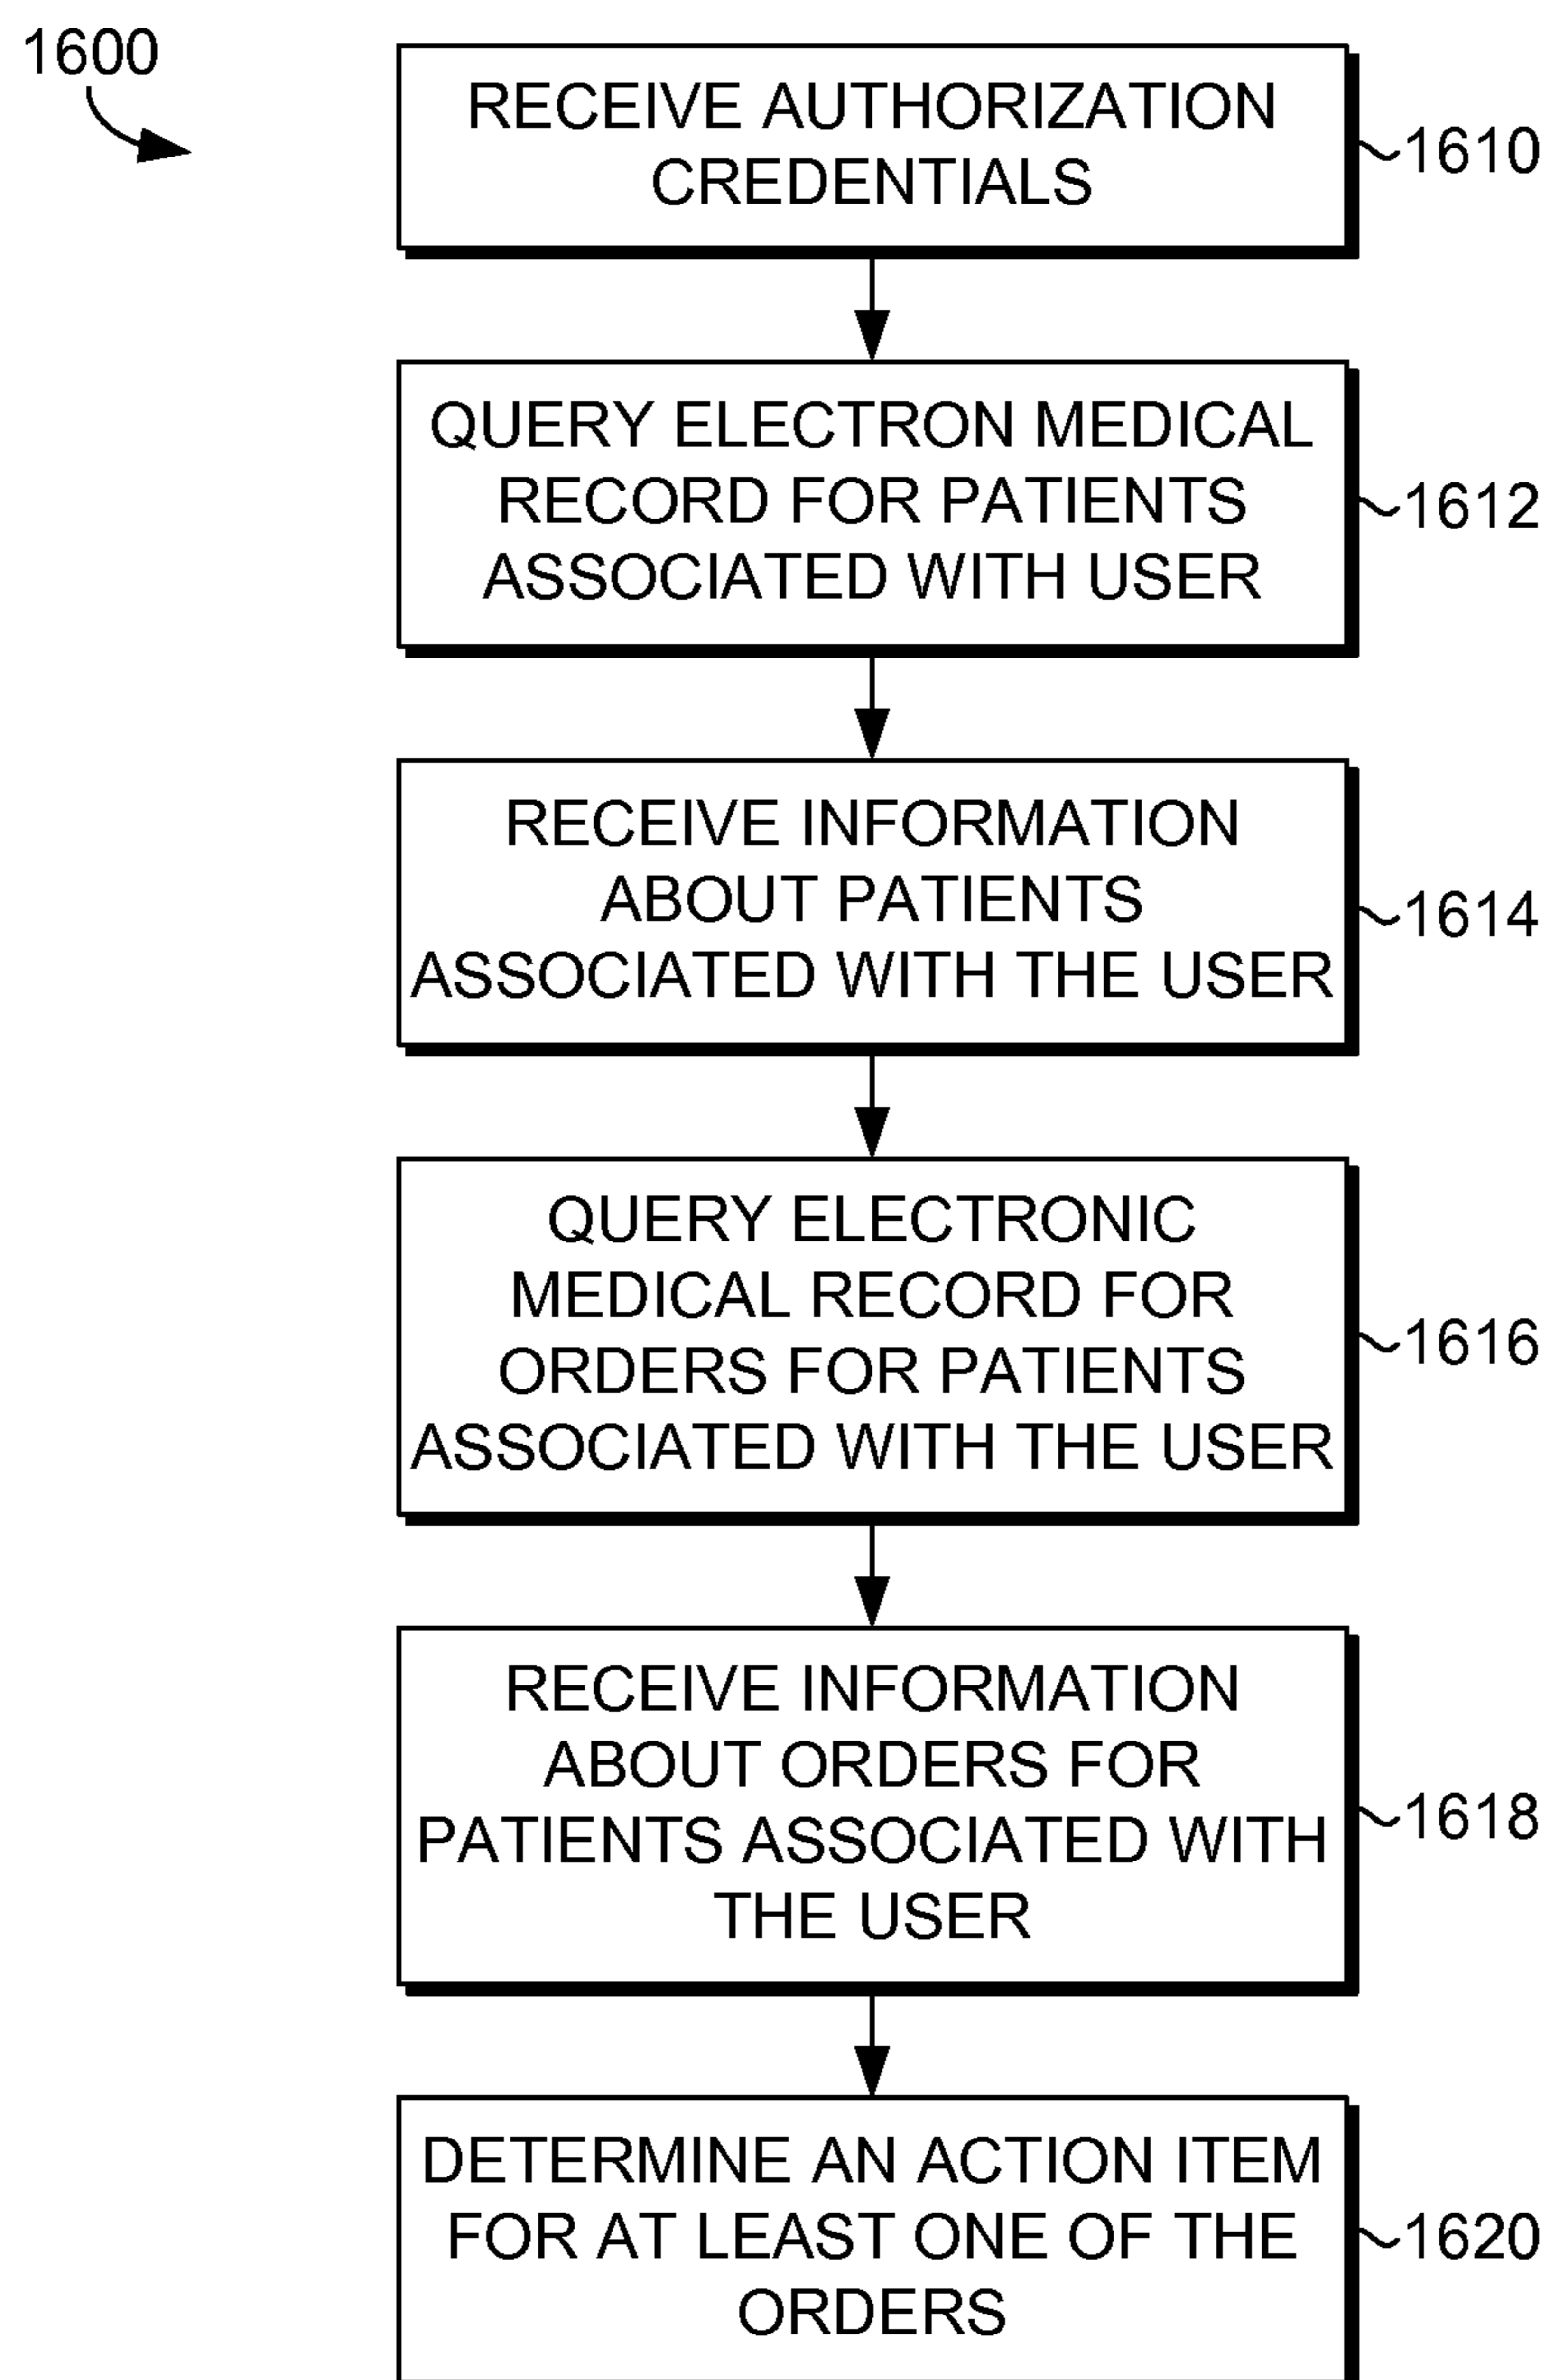 1600
RECEIVE AUTHORIZATION
CREDENTIALS
1610
QUERY ELECTRON MEDICAL
RECORD FOR PATIENTS
ASSOCIATED WITH USER
1612
RECEIVE INFORMATION
ABOUT PATIENTS
ASSOCIATED WITH THE USER
1614
QUERY ELECTRONIC
MEDICAL RECORD FOR
ORDERS FOR PATIENTS
ASSOCIATED WITH THE USER
1616
RECEIVE INFORMATION
ABOUT ORDERS FOR
PATIENTS ASSOCIATED WITH
THE USER
1618
DETERMINE AN ACTION ITEM
FOR AT LEAST ONE OF THE
ORDERS
1620